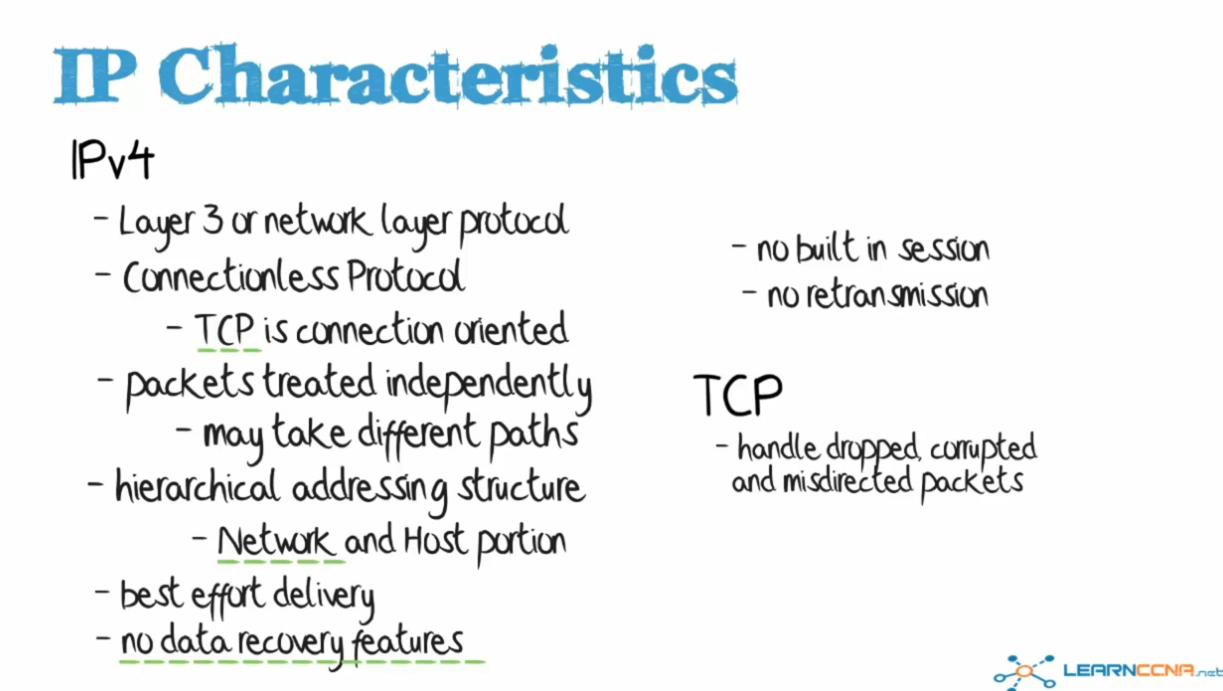 IP Characteristics
IPv4
- Layer 3 or network layer protocol
- Connectionless Protocol
- TCP is connection oriented
- packets treated independently
- may take different paths
- hierarchical addressing structure
- Network and Host portion
- best effort delivery
- no data recovery features
- no built in session
- no retransmission
TCP
- handle dropped, corrupted
and misdirected packets
LEARNCCNA.net